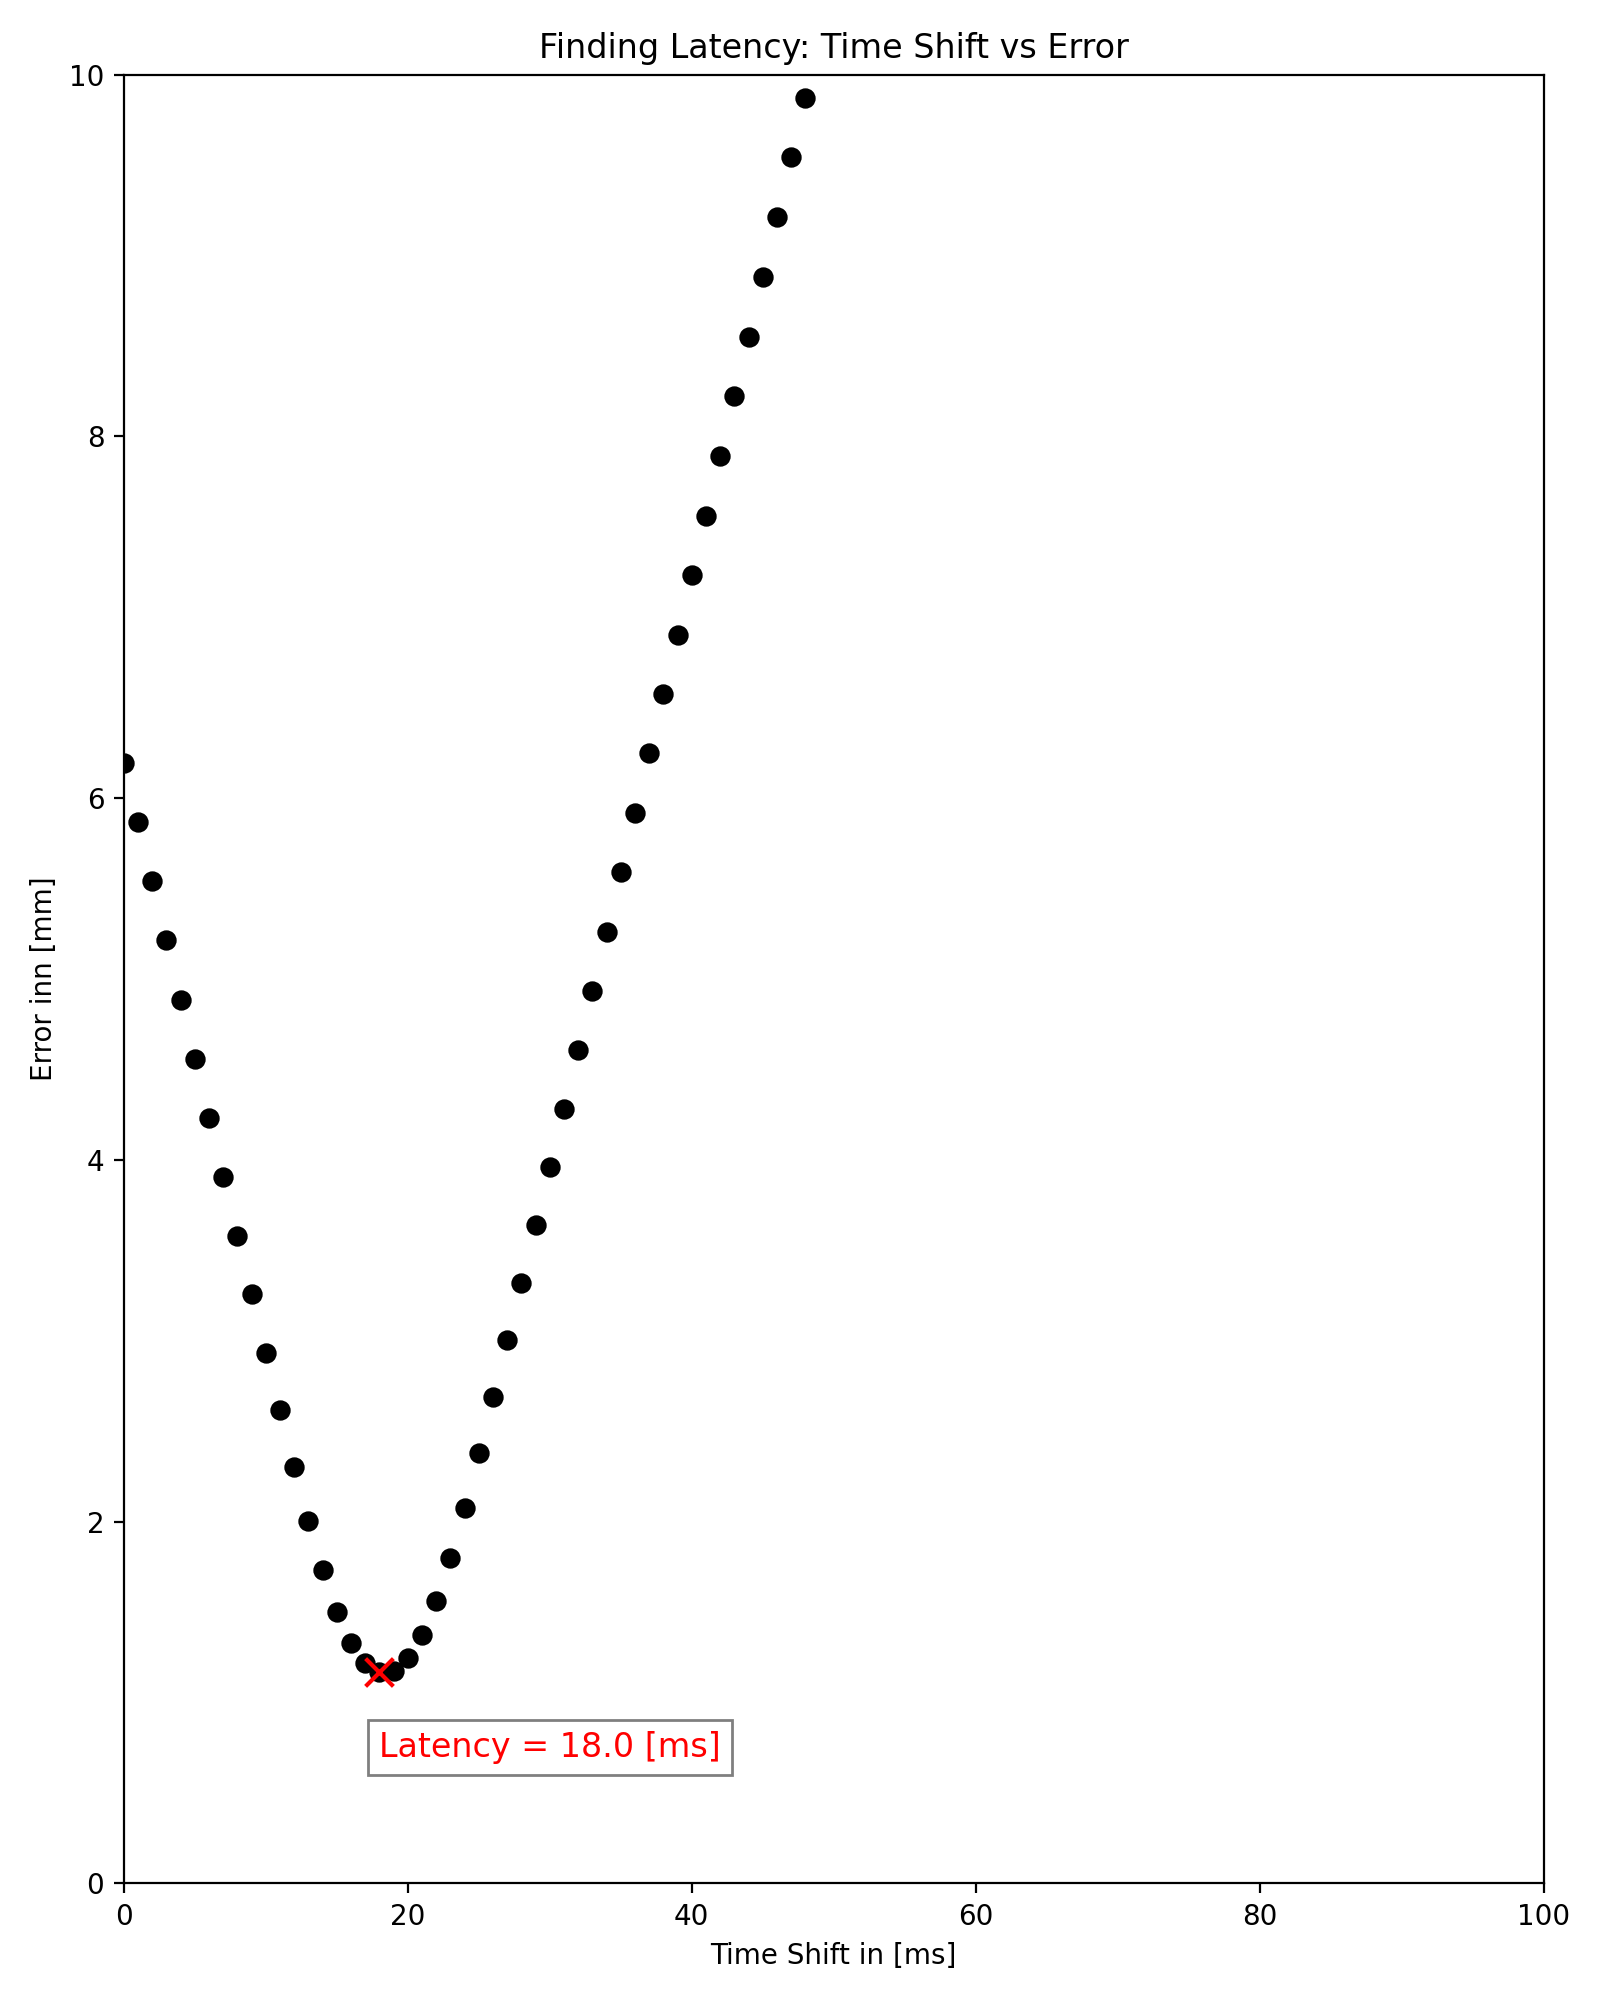 Finding Latency: Time Shift vs Error
10
8
6
4
2
0
Error inn [mm]
Latency = 18.0 [ms]
0 20 40 60 80 100
Time Shift in [ms]